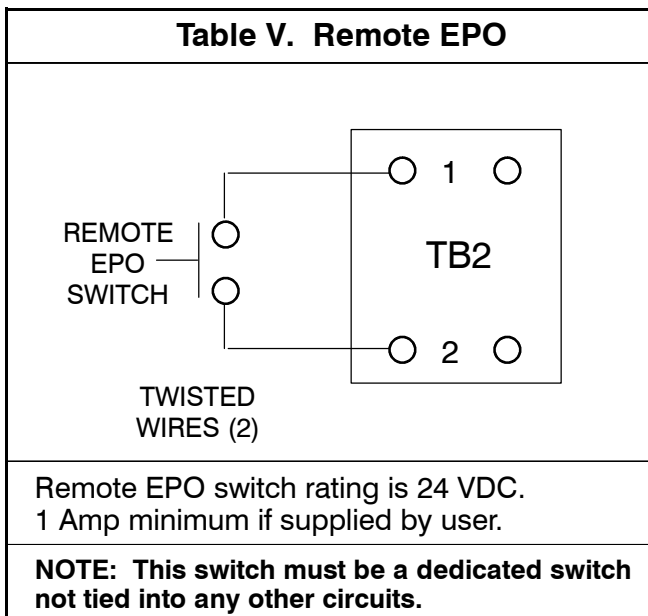 Table V. Remote EPO
1
REMOTE
EPO
SWITCH
TB2
2
TWISTED
WIRES (2)
Remote EPO switch rating is 24 VDC.
1 Amp minimum if supplied by user.
NOTE: This switch must be a dedicated switch
not tied into any other circuits.